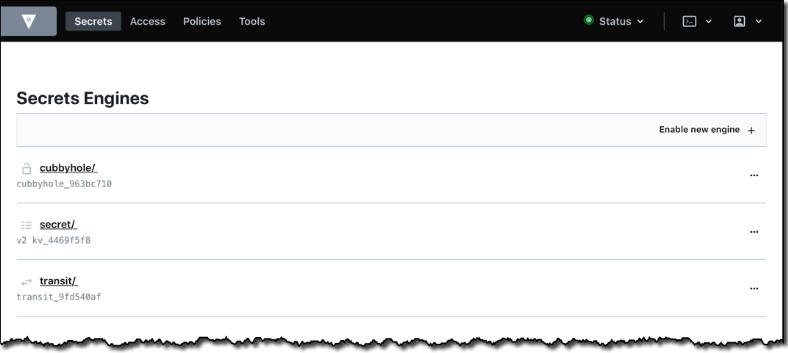 Secrets Access Policies Tools Status
Secrets Engines
Enable new engine +
cubbyhole/
cubbyhole_963bc710
...
secret/
v2 kv_4469f5f8
...
transit/
transit_9fd540af
...